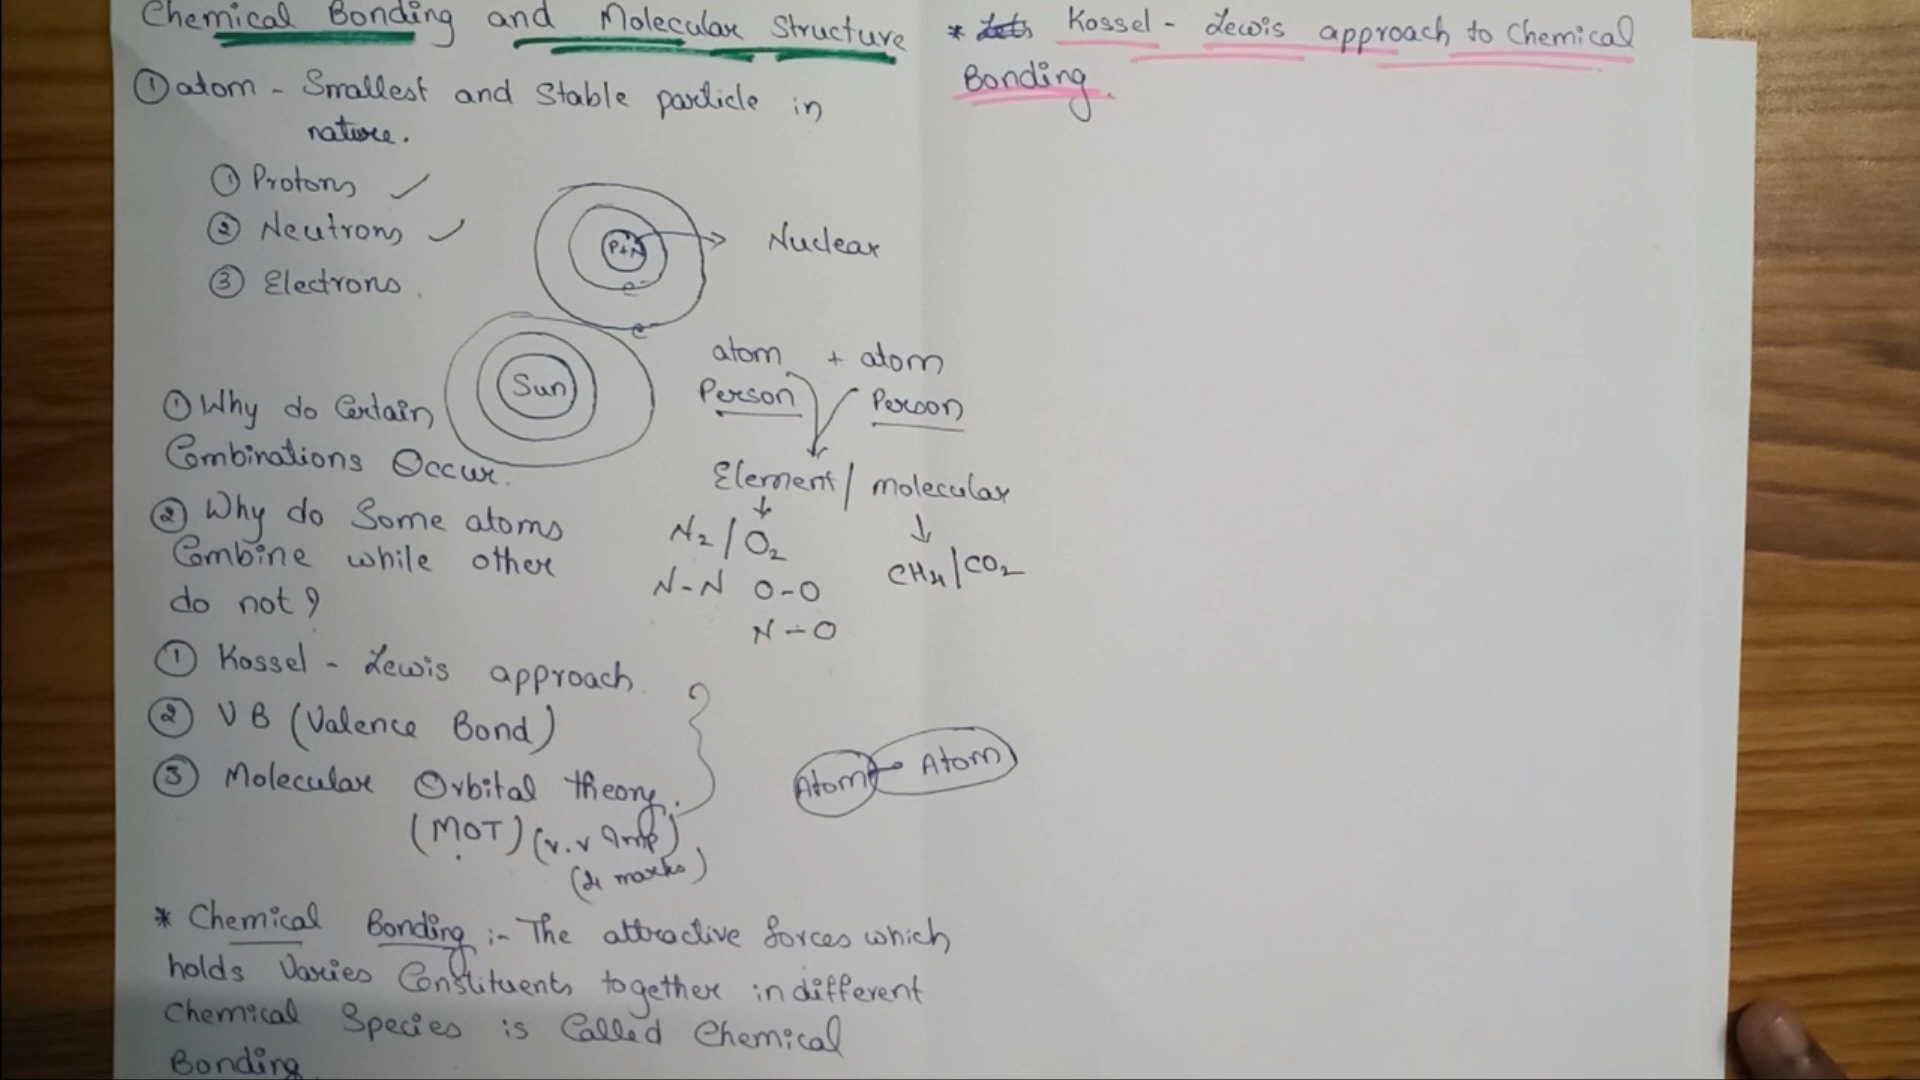 Chemical Bonding and Molecular Structure
① atom - Smallest and Stable particle in
nature.
① Protons ✓
② Neutrons ✓
③ Electrons.
P+N
Nuclear
e-
e-
Sun
atom + atom
Person Person
Element / molecular
N2 / O2
CH4 / CO2
N-N O-O
N-O
① Why do Certain
Combinations Occur.
② Why do Some atoms
Combine while other
do not?
① Kossel - Lewis approach
② VB (Valence Bond)
③ Molecular Orbital theory.
(MOT) (v.v Imp)
(4 marks)
Atom Atom
* Chemical Bonding :- The attractive forces which
holds Varies Constituents together in different
Chemical Species is Called Chemical
Bonding
* Kossel - Lewis approach to Chemical
Bonding.